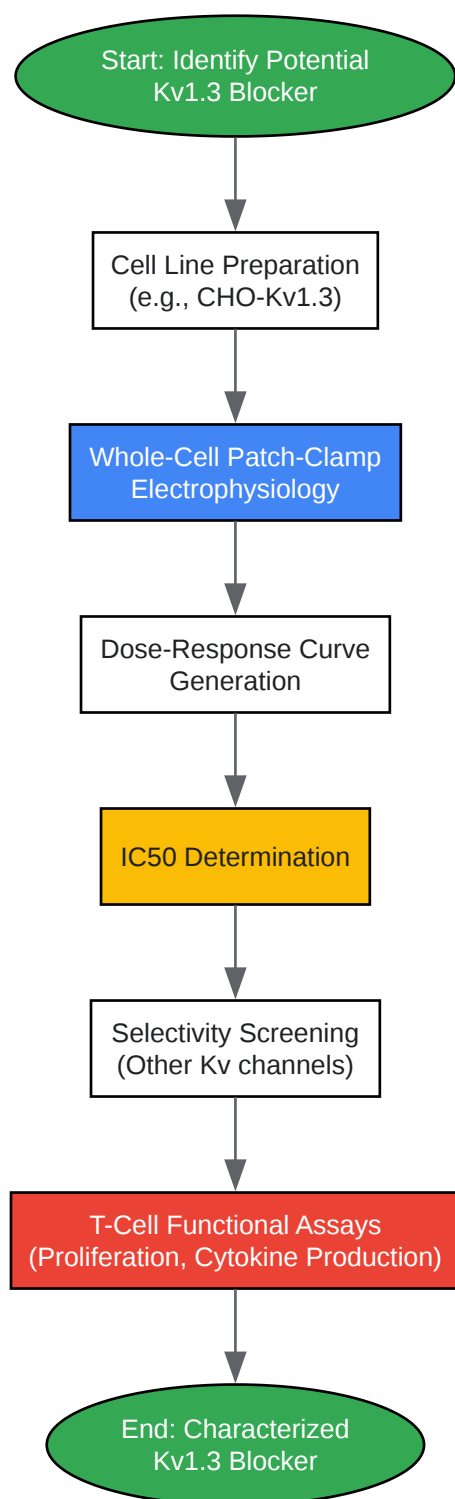 Start: Identify Potential
Kv1.3 Blocker
Cell Line Preparation
(e.g., CHO-Kv1.3)
Whole-Cell Patch-Clamp
Electrophysiology
Dose-Response Curve
Generation
IC50 Determination
Selectivity Screening
(Other Kv channels)
T-Cell Functional Assays
(Proliferation, Cytokine Production)
End: Characterized
Kv1.3 Blocker